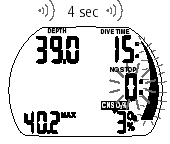 4 sec
DEPTH DIVE TIME
39.0 15:
NO STOP
0:
CNS O₂%
40.2 MAX 3%